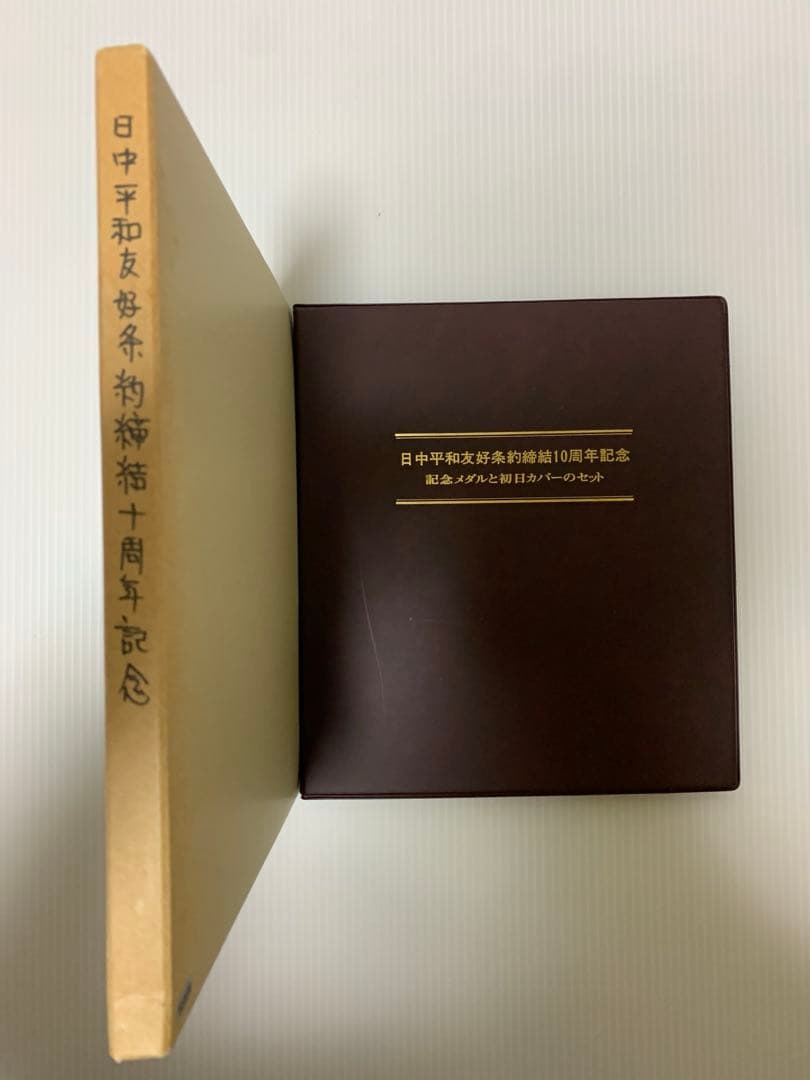 日中平和友好条約締結十周年記念
日中平和友好条約締結10周年記念
記念メダルと初日カバーのセット